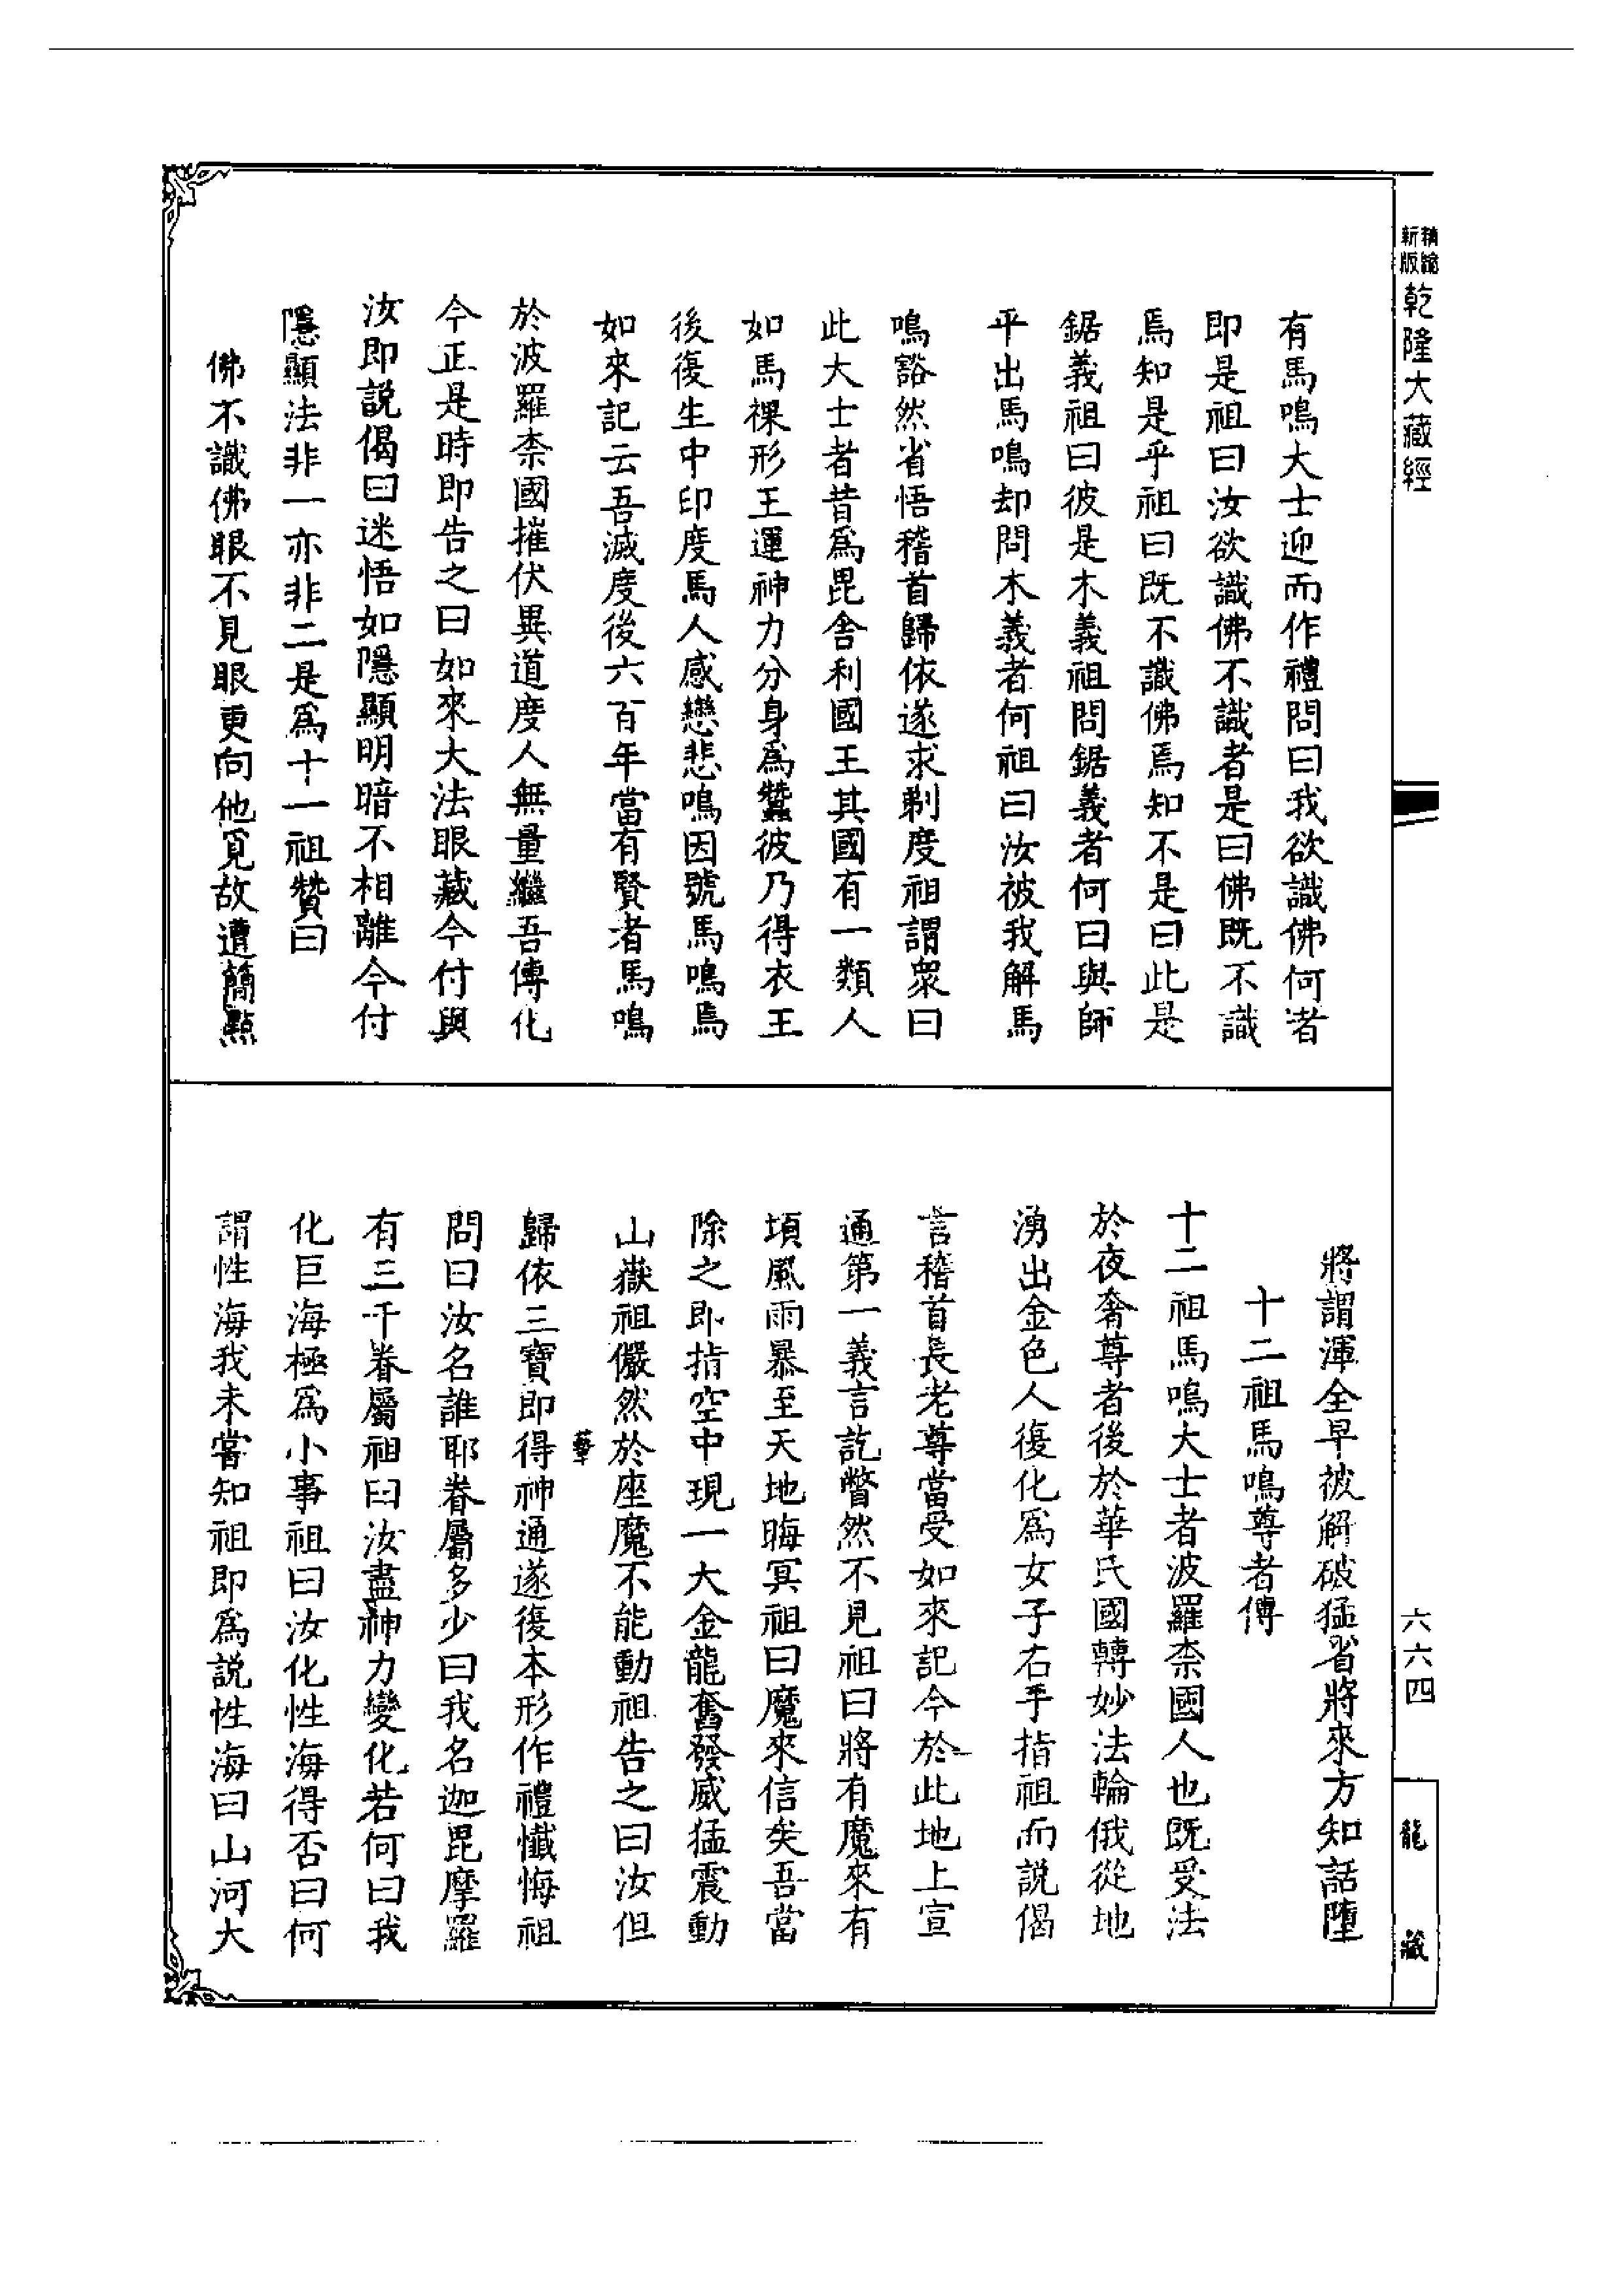 精縮
新版
乾隆大藏經
有馬鳴大士迎而作禮問曰我欲識佛何者
即是祖曰汝欲識佛不識者是曰佛既不識
焉知是乎祖曰既不識佛焉知不是曰此是
鋸義祖曰彼是木義祖問鋸義者何曰與師
平出馬鳴却問木義者何祖曰汝被我解馬
鳴豁然省悟稽首歸依遂求剃度祖謂衆曰
此大士者昔爲毘舍利國王其國有一類人
如馬裸形王運神力分身爲蠶彼乃得衣王
後復生中印度馬人感戀悲鳴因號馬鳴焉
如來記云吾滅度後六百年當有賢者馬鳴
於波羅柰國摧伏異道度人無量繼吾傳化
今正是時即告之曰如來大法眼藏今付與
汝即說偈曰迷悟如隱顯明暗不相離今付
隱顯法非一亦非二是爲十一祖贊曰
佛不識佛眼不見眼更向他覓故遭簡點
將謂渾全早被解破猛省將來方知話墮
十二祖馬鳴尊者傳
十二祖馬鳴大士者波羅柰國人也既受法
於夜奢尊者後於華氏國轉妙法輪俄從地
湧出金色人復化爲女子右手指祖而說偈
言稽首長老尊當受如來記今於此地上宣
通第一義言訖瞥然不見祖曰將有魔來有
頃風雨暴至天地晦冥祖曰魔來信矣吾當
除之即指空中現一大金龍奮發威猛震動
山嶽祖儼然於座魔不能動祖告之曰汝但
華
歸依三寶即得神通遂復本形作禮懺悔祖
問曰汝名誰耶眷屬多少曰我名迦毘摩羅
有三千眷屬祖曰汝盡神力變化若何曰我
化巨海極爲小事祖曰汝化性海得否曰何
謂性海我未嘗知祖即爲說性海曰山河大
六六四
龍藏